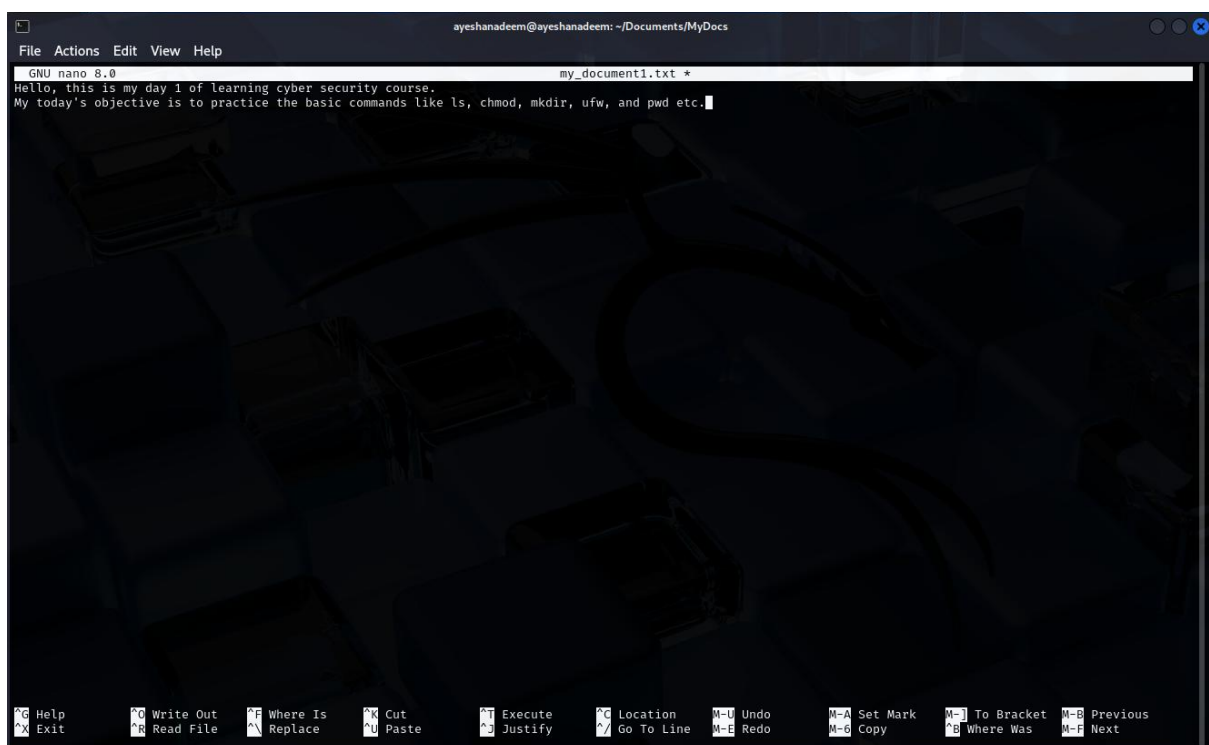 ayeshanadeem@ayeshanadeem: ~/Documents/MyDocs
File Actions Edit View Help
GNU nano 8.0 my_document1.txt *
Hello, this is my day 1 of learning cyber security course.
My today's objective is to practice the basic commands like ls, chmod, mkdir, ufw, and pwd etc.
^G Help ^O Write Out ^F Where Is ^K Cut ^T Execute ^C Location M-U Undo M-A Set Mark M-] To Bracket M-B Previous
^X Exit ^R Read File ^\ Replace ^U Paste ^J Justify ^/ Go To Line M-E Redo M-6 Copy ^B Where Was M-F Next